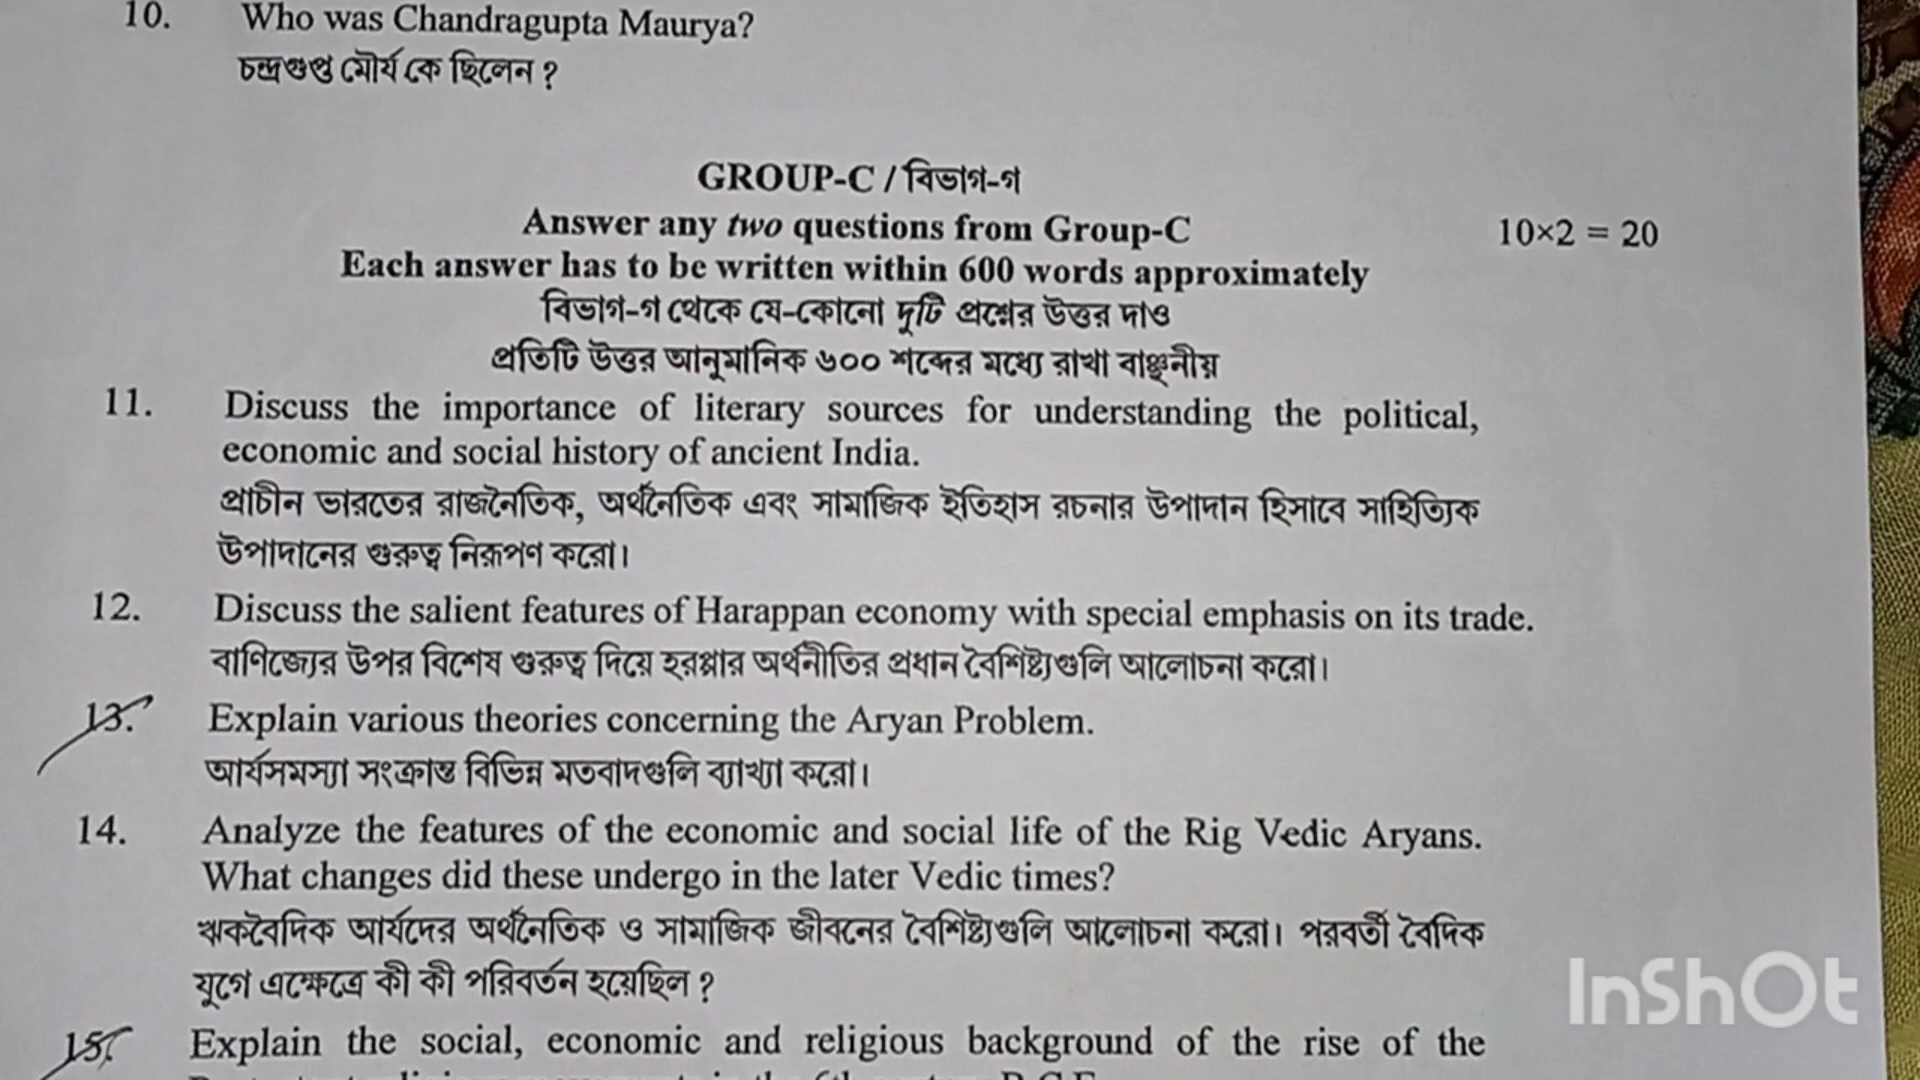 10. Who was Chandragupta Maurya?
চন্দ্রগুপ্ত মৌর্য কে ছিলেন ?
GROUP-C / বিভাগ-গ
Answer any two questions from Group-C 10×2 = 20
Each answer has to be written within 600 words approximately
বিভাগ-গ থেকে যে-কোনো দুটি প্রশ্নের উত্তর দাও
প্রতিটি উত্তর আনুমানিক ৬০০ শব্দের মধ্যে রাখা বাঞ্ছনীয়
11. Discuss the importance of literary sources for understanding the political,
economic and social history of ancient India.
প্রাচীন ভারতের রাজনৈতিক, অর্থনৈতিক এবং সামাজিক ইতিহাস রচনার উপাদান হিসাবে সাহিত্যিক
উপাদানের গুরুত্ব নিরূপণ করো।
12. Discuss the salient features of Harappan economy with special emphasis on its trade.
বাণিজ্যের উপর বিশেষ গুরুত্ব দিয়ে হরপ্পার অর্থনীতির প্রধান বৈশিষ্ট্যগুলি আলোচনা করো।
13. Explain various theories concerning the Aryan Problem.
আর্যসমস্যা সংক্রান্ত বিভিন্ন মতবাদগুলি ব্যাখ্যা করো।
14. Analyze the features of the economic and social life of the Rig Vedic Aryans.
What changes did these undergo in the later Vedic times?
ঋকবৈদিক আর্যদের অর্থনৈতিক ও সামাজিক জীবনের বৈশিষ্ট্যগুলি আলোচনা করো। পরবর্তী বৈদিক
যুগে এক্ষেত্রে কী কী পরিবর্তন হয়েছিল ?
InShOt
15. Explain the social, economic and religious background of the rise of the